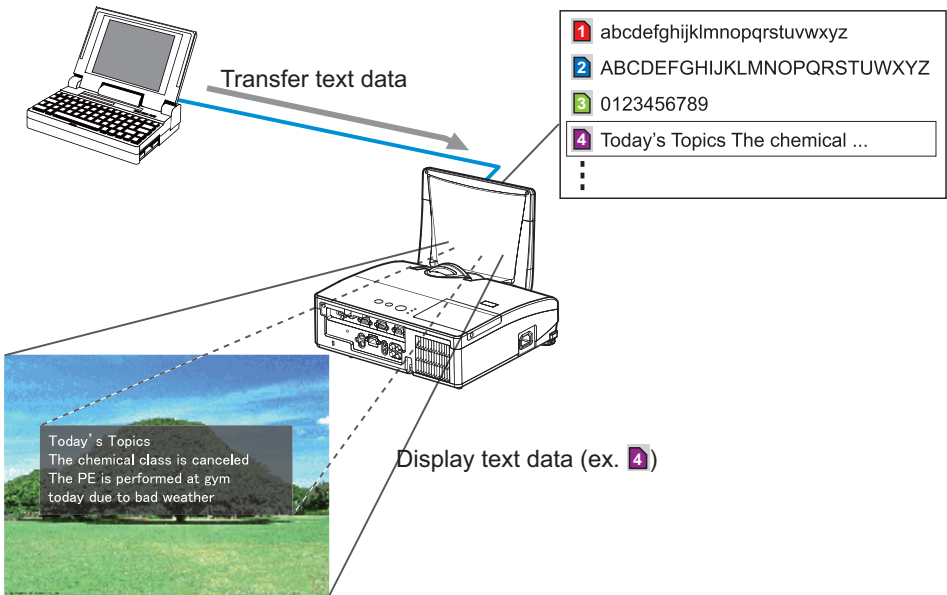 Transfer text data
1 abcdefghijklmnopqrstuvwxyz
2 ABCDEFGHIJKLMNOPQRSTUWXYZ
3 0123456789
4 Today's Topics The chemical ...
Today's Topics
The chemical class is canceled
The PE is performed at gym
today due to bad weather
Display text data (ex. 4)